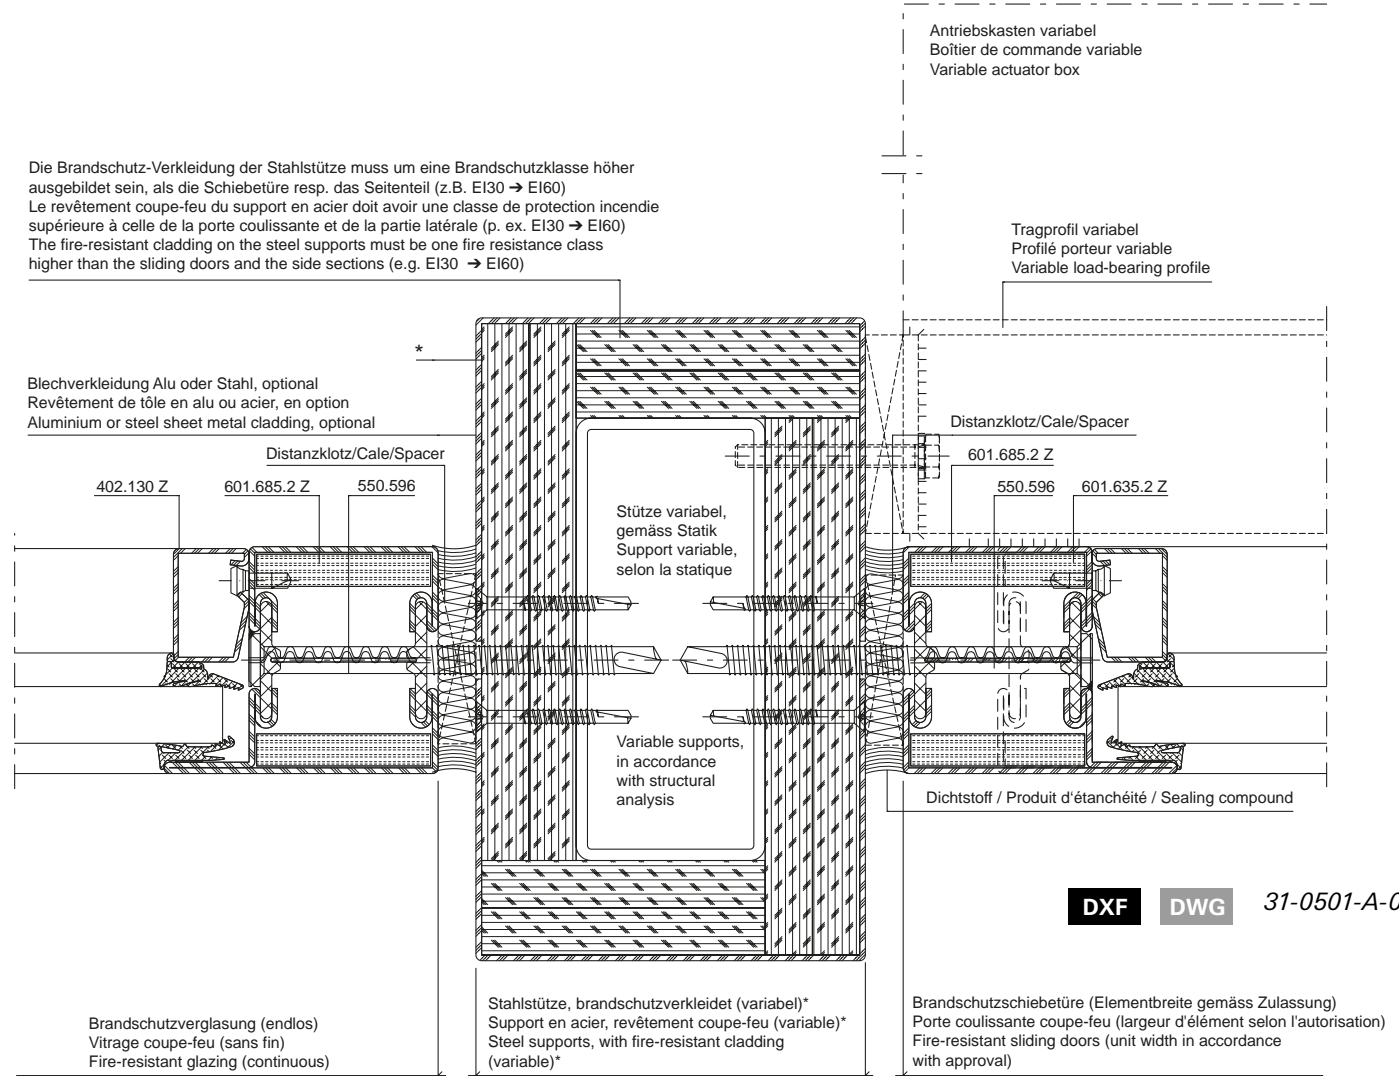 Antriebskasten variabel
Boîtier de commande variable
Variable actuator box
Die Brandschutz-Verkleidung der Stahlstütze muss um eine Brandschutzklasse höher
ausgebildet sein, als die Schiebetüre resp. das Seitenteil (z.B. EI30 ➔ EI60)
Le revêtement coupe-feu du support en acier doit avoir une classe de protection incendie
supérieure à celle de la porte coulissante et de la partie latérale (p. ex. EI30 ➔ EI60)
The fire-resistant cladding on the steel supports must be one fire resistance class
higher than the sliding doors and the side sections (e.g. EI30 ➔ EI60)
Tragprofil variabel
Profilé porteur variable
Variable load-bearing profile
*
Blechverkleidung Alu oder Stahl, optional
Revêtement de tôle en alu ou acier, en option
Aluminium or steel sheet metal cladding, optional
Distanzklotz/Cale/Spacer
402.130 Z
601.685.2 Z
550.596
Distanzklotz/Cale/Spacer
601.685.2 Z
550.596
601.635.2 Z
Stütze variabel,
gemäss Statik
Support variable,
selon la statique
Variable supports,
in accordance
with structural
analysis
Dichtstoff / Produit d‘étanchéité / Sealing compound
DXF
DWG
31-0501-A-0
Brandschutzverglasung (endlos)
Vitrage coupe-feu (sans fin)
Fire-resistant glazing (continuous)
Stahlstütze, brandschutzverkleidet (variabel)*
Support en acier, revêtement coupe-feu (variable)*
Steel supports, with fire-resistant cladding
(variable)*
Brandschutzschiebetüre (Elementbreite gemäss Zulassung)
Porte coulissante coupe-feu (largeur d'élément selon l'autorisation)
Fire-resistant sliding doors (unit width in accordance
with approval)